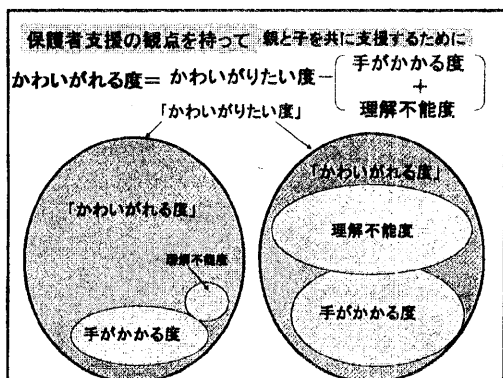 保護者支援の観点を持って 親と子を共に支援するために
かわいがれる度＝ かわいがりたい度－(手がかかる度
＋
理解不能度)
「かわいがりたい度」
「かわいがれる度」
理解不能度
手がかかる度
「かわいがれる度」
理解不能度
手がかかる度